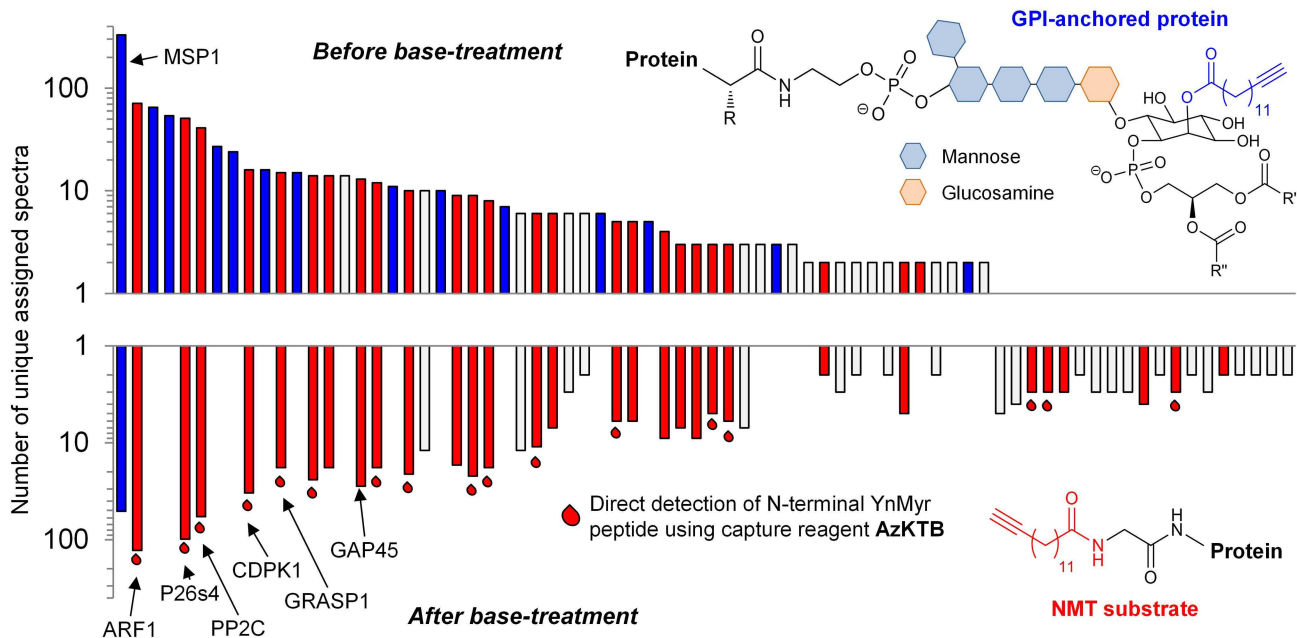 Number of unique assigned spectra
100
10
1
MSP1
Before base-treatment
GPI-anchored protein
Protein
O
N
H
R
O
P
O
⊖O
O
Mannose
Glucosamine
O
O
11
HO
OH
O
O
OH
HO
O
P
O
⊖O
O
O
O
R'
O
O
R''
1
10
100
ARF1
P26s4
PP2C
CDPK1
GRASP1
GAP45
After base-treatment
Direct detection of N-terminal YnMyr
peptide using capture reagent AzKTB
O
11
N
H
O
H
N
Protein
NMT substrate